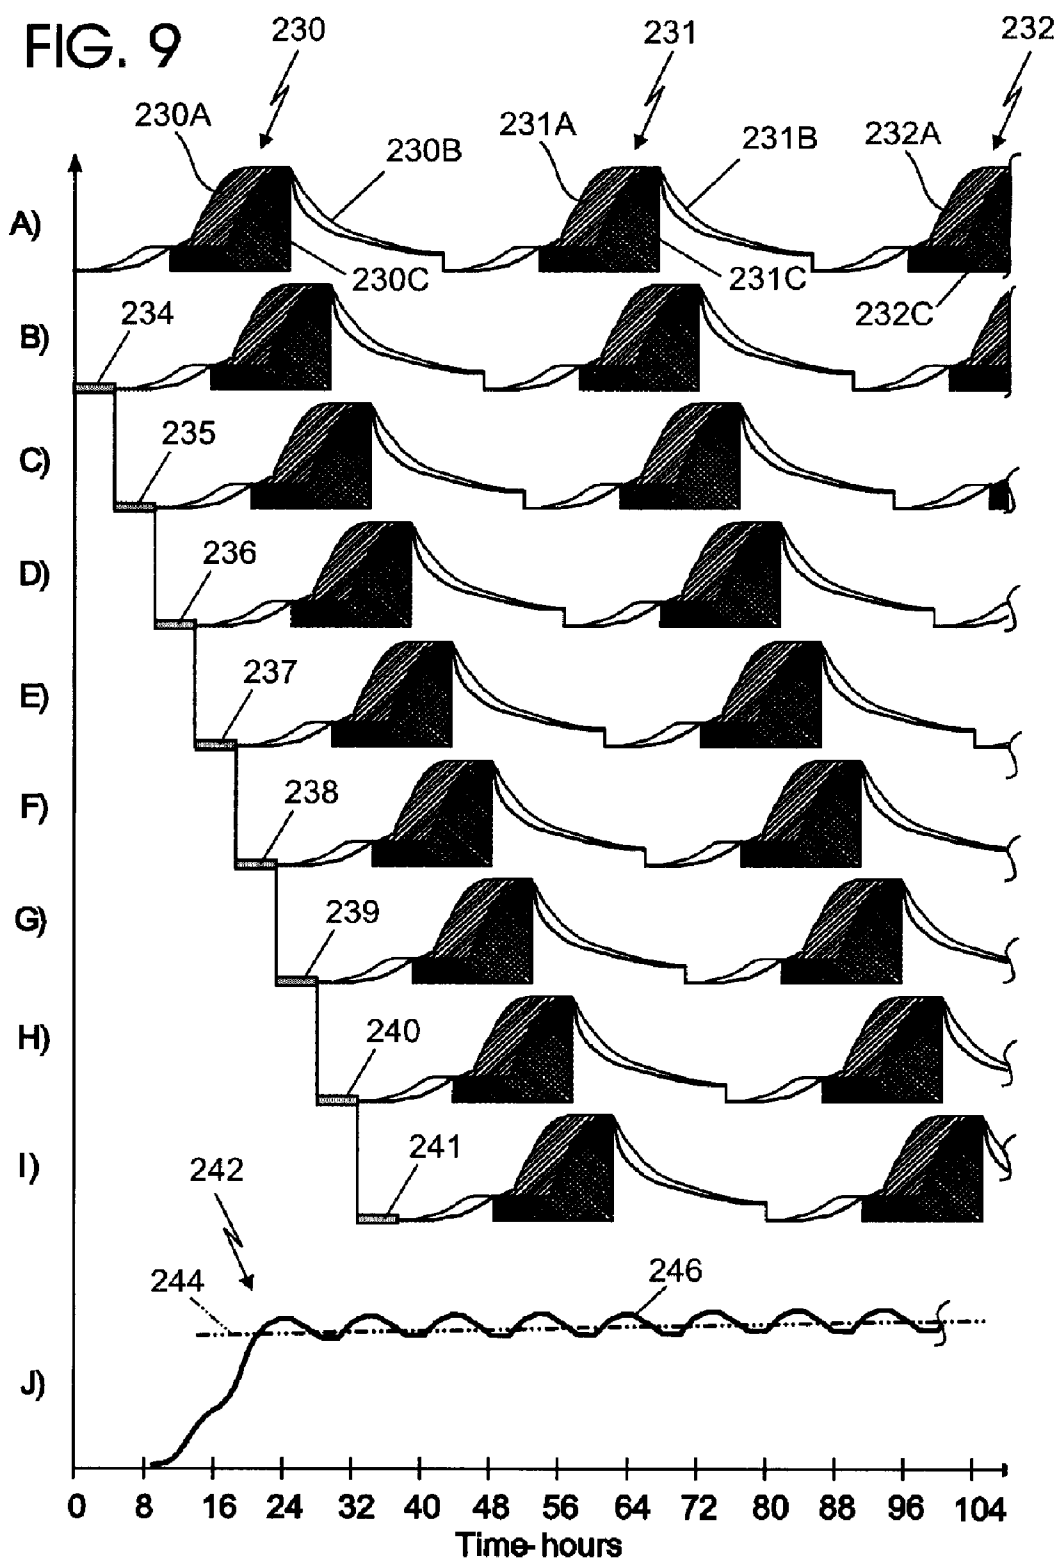 FIG. 9
230
231
232
230A
230B
231A
231B
232A
A)
230C
231C
232C
B)
234
C)
235
D)
236
E)
237
F)
238
G)
239
H)
240
I)
241
242
244
246
J)
0 8 16 24 32 40 48 56 64 72 80 88 96 104
Time-hours